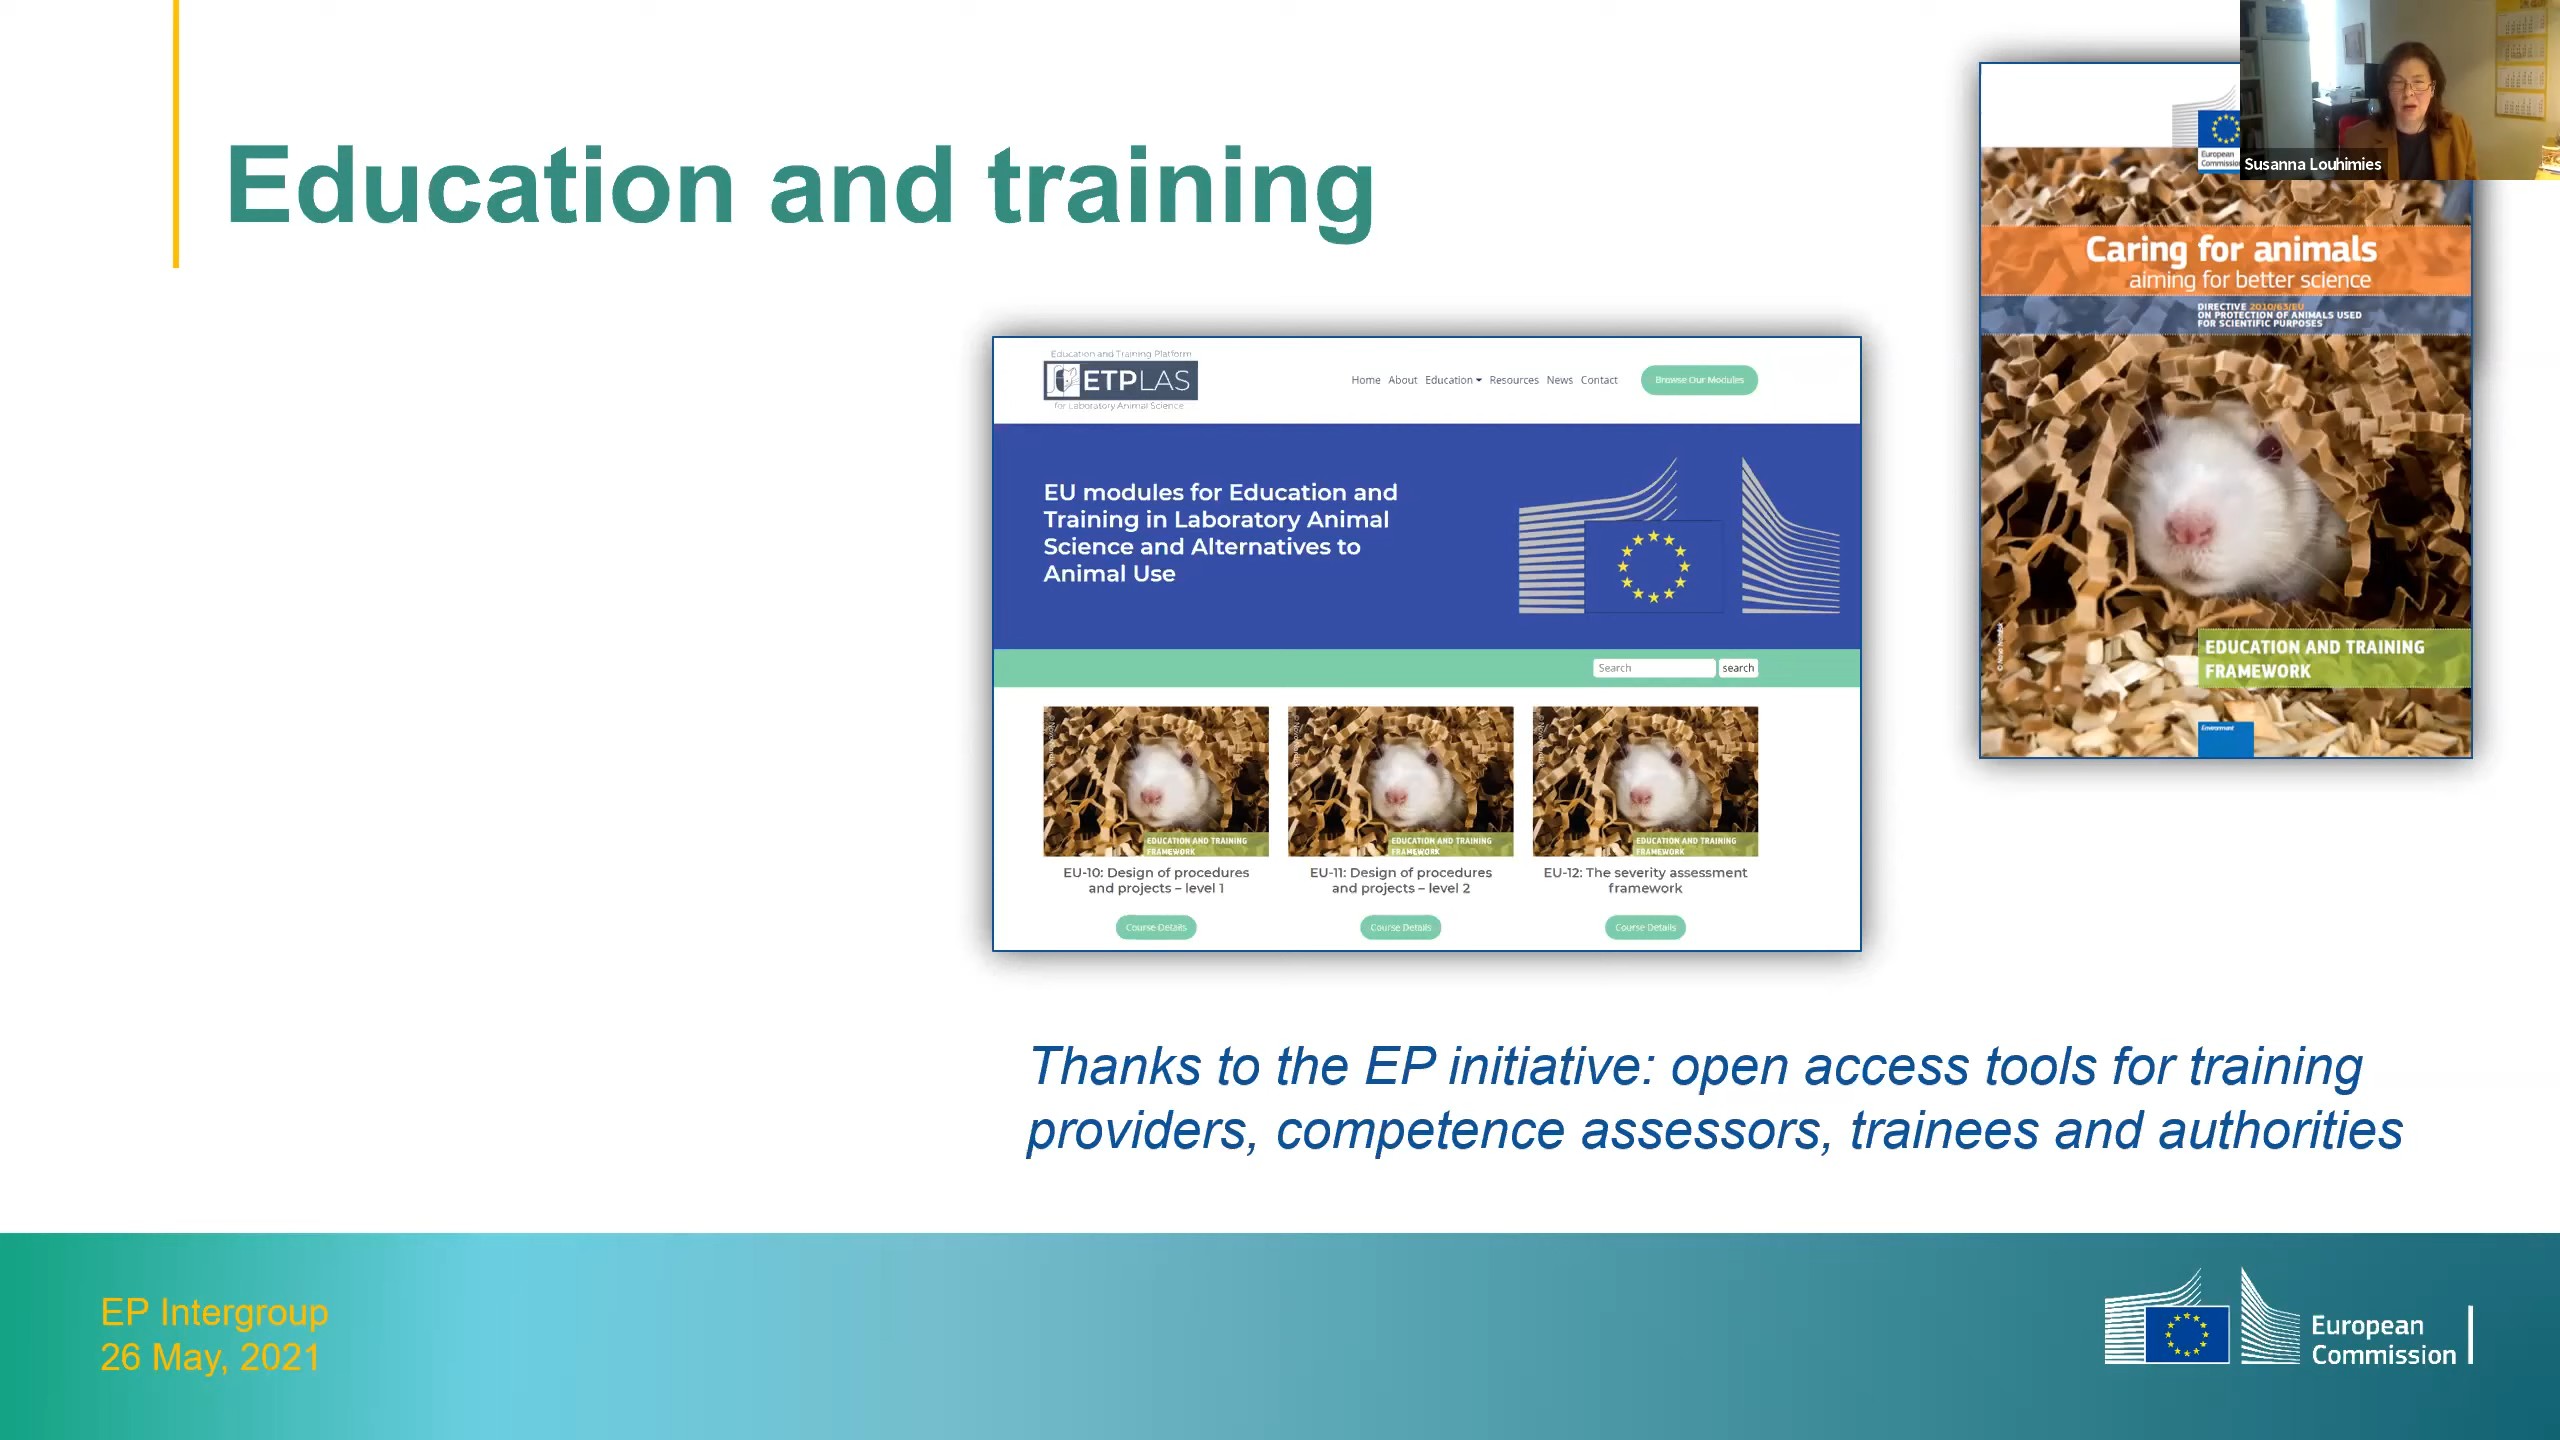 Education and training
Susanna Louhimies
European
Commission
Caring for animals
aiming for better science
DIRECTIVE 2010/63/EU
ON PROTECTION OF ANIMALS USED
FOR SCIENTIFIC PURPOSES
EDUCATION AND TRAINING
FRAMEWORK
Environment
Education and Training Platform
ETPLAS
for Laboratory Animal Science
Home About Education Resources News Contact Browse Our Modules
EU modules for Education and
Training in Laboratory Animal
Science and Alternatives to
Animal Use
Search search
EDUCATION AND TRAINING
FRAMEWORK
EU-10: Design of procedures
and projects – level 1
Course Details
EDUCATION AND TRAINING
FRAMEWORK
EU-11: Design of procedures
and projects – level 2
Course Details
EDUCATION AND TRAINING
FRAMEWORK
EU-12: The severity assessment
framework
Course Details
Thanks to the EP initiative: open access tools for training
providers, competence assessors, trainees and authorities
EP Intergroup
26 May, 2021
European
Commission